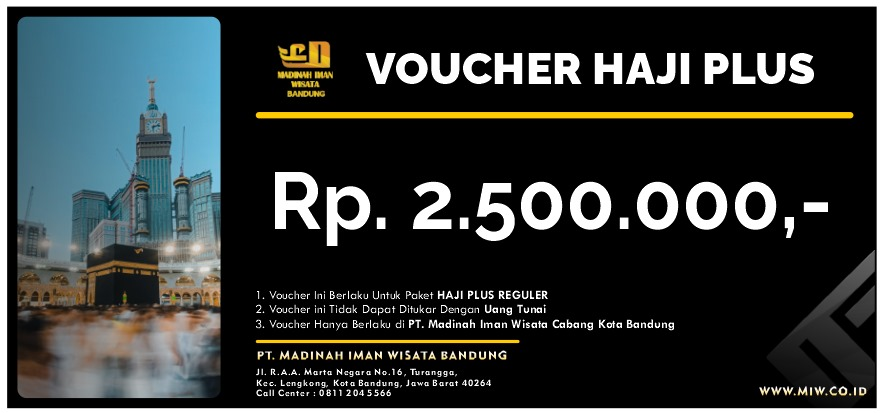 MADINAH IMAN
WISATA
BANDUNG
VOUCHER HAJI PLUS
Rp. 2.500.000,-
1. Voucher Ini Berlaku Untuk Paket HAJI PLUS REGULER
2. Voucher ini Tidak Dapat Ditukar Dengan Uang Tunai
3. Voucher Hanya Berlaku di PT. Madinah Iman Wisata Cabang Kota Bandung
PT. MADINAH IMAN WISATA BANDUNG
Jl. R.A.A. Marta Negara No.16, Turangga,
Kec. Lengkong, Kota Bandung, Jawa Barat 40264
Call Center : 0811 204 5566
WWW.MIW.CO.ID